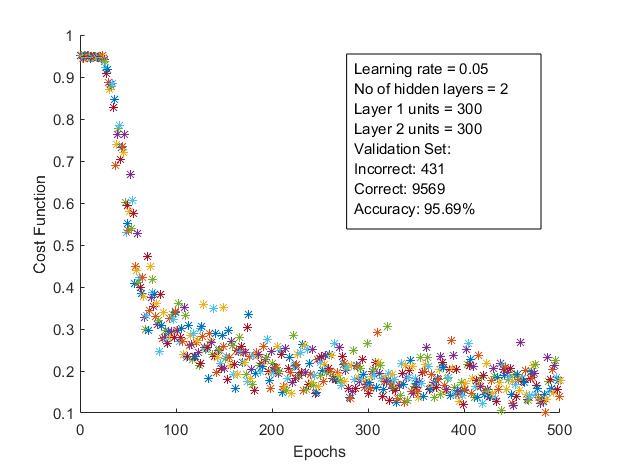 1
0.9
0.8
0.7
0.6
0.5
0.4
0.3
0.2
0.1
Cost Function
Learning rate = 0.05
No of hidden layers = 2
Layer 1 units = 300
Layer 2 units = 300
Validation Set:
Incorrect: 431
Correct: 9569
Accuracy: 95.69%
0 100 200 300 400 500
Epochs